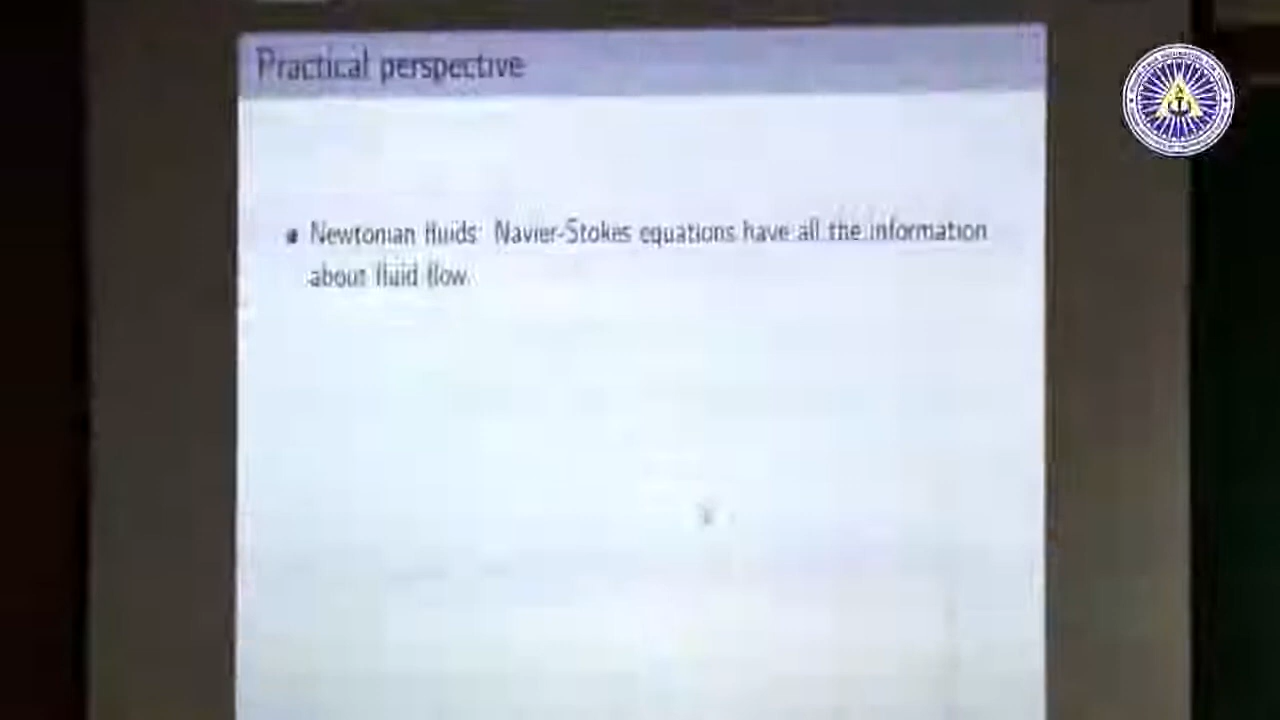 Practical perspective
Newtonian fluids: Navier-Stokes equations have all the information
about fluid flow.